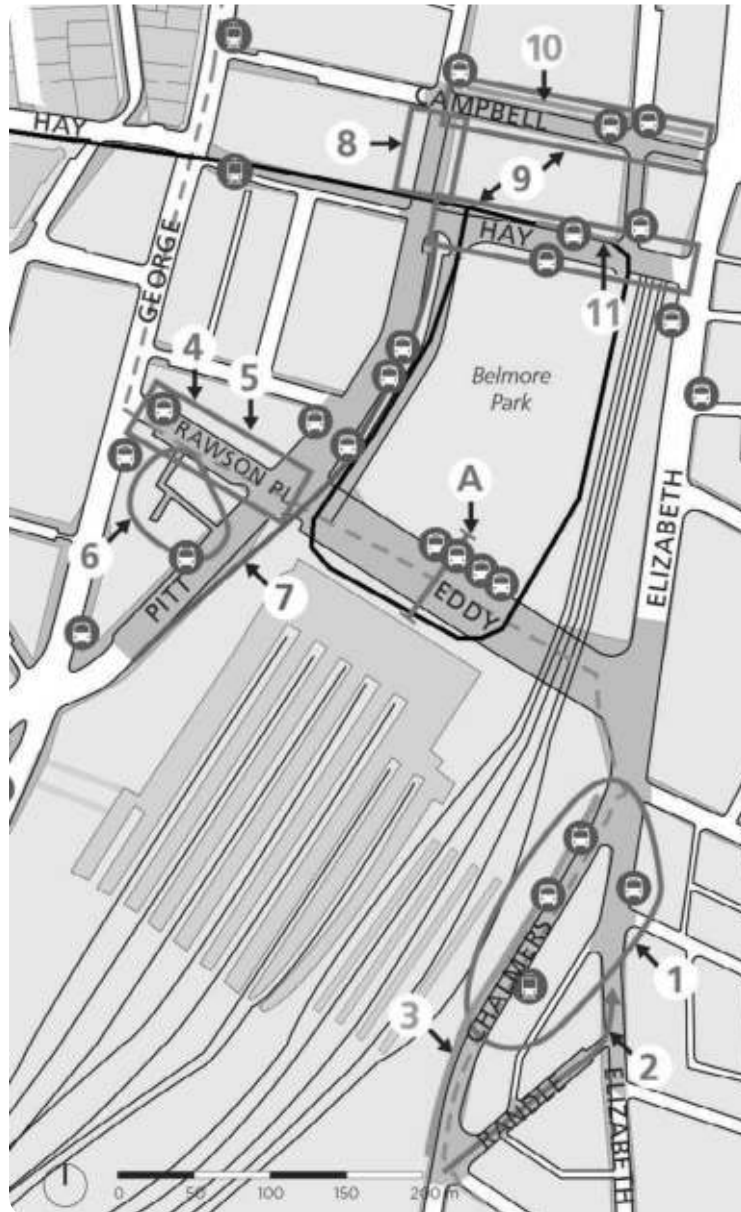 10
CAMPBELL
HAY
8
9
HAY
GEORGE
11
4
5
Belmore
Park
RAWSON PL
A
ELIZABETH
6
EDDY
PITT
7
CHALMERS
1
3
2
RANDLE
ELIZABETH
0 50 100 150 200 m